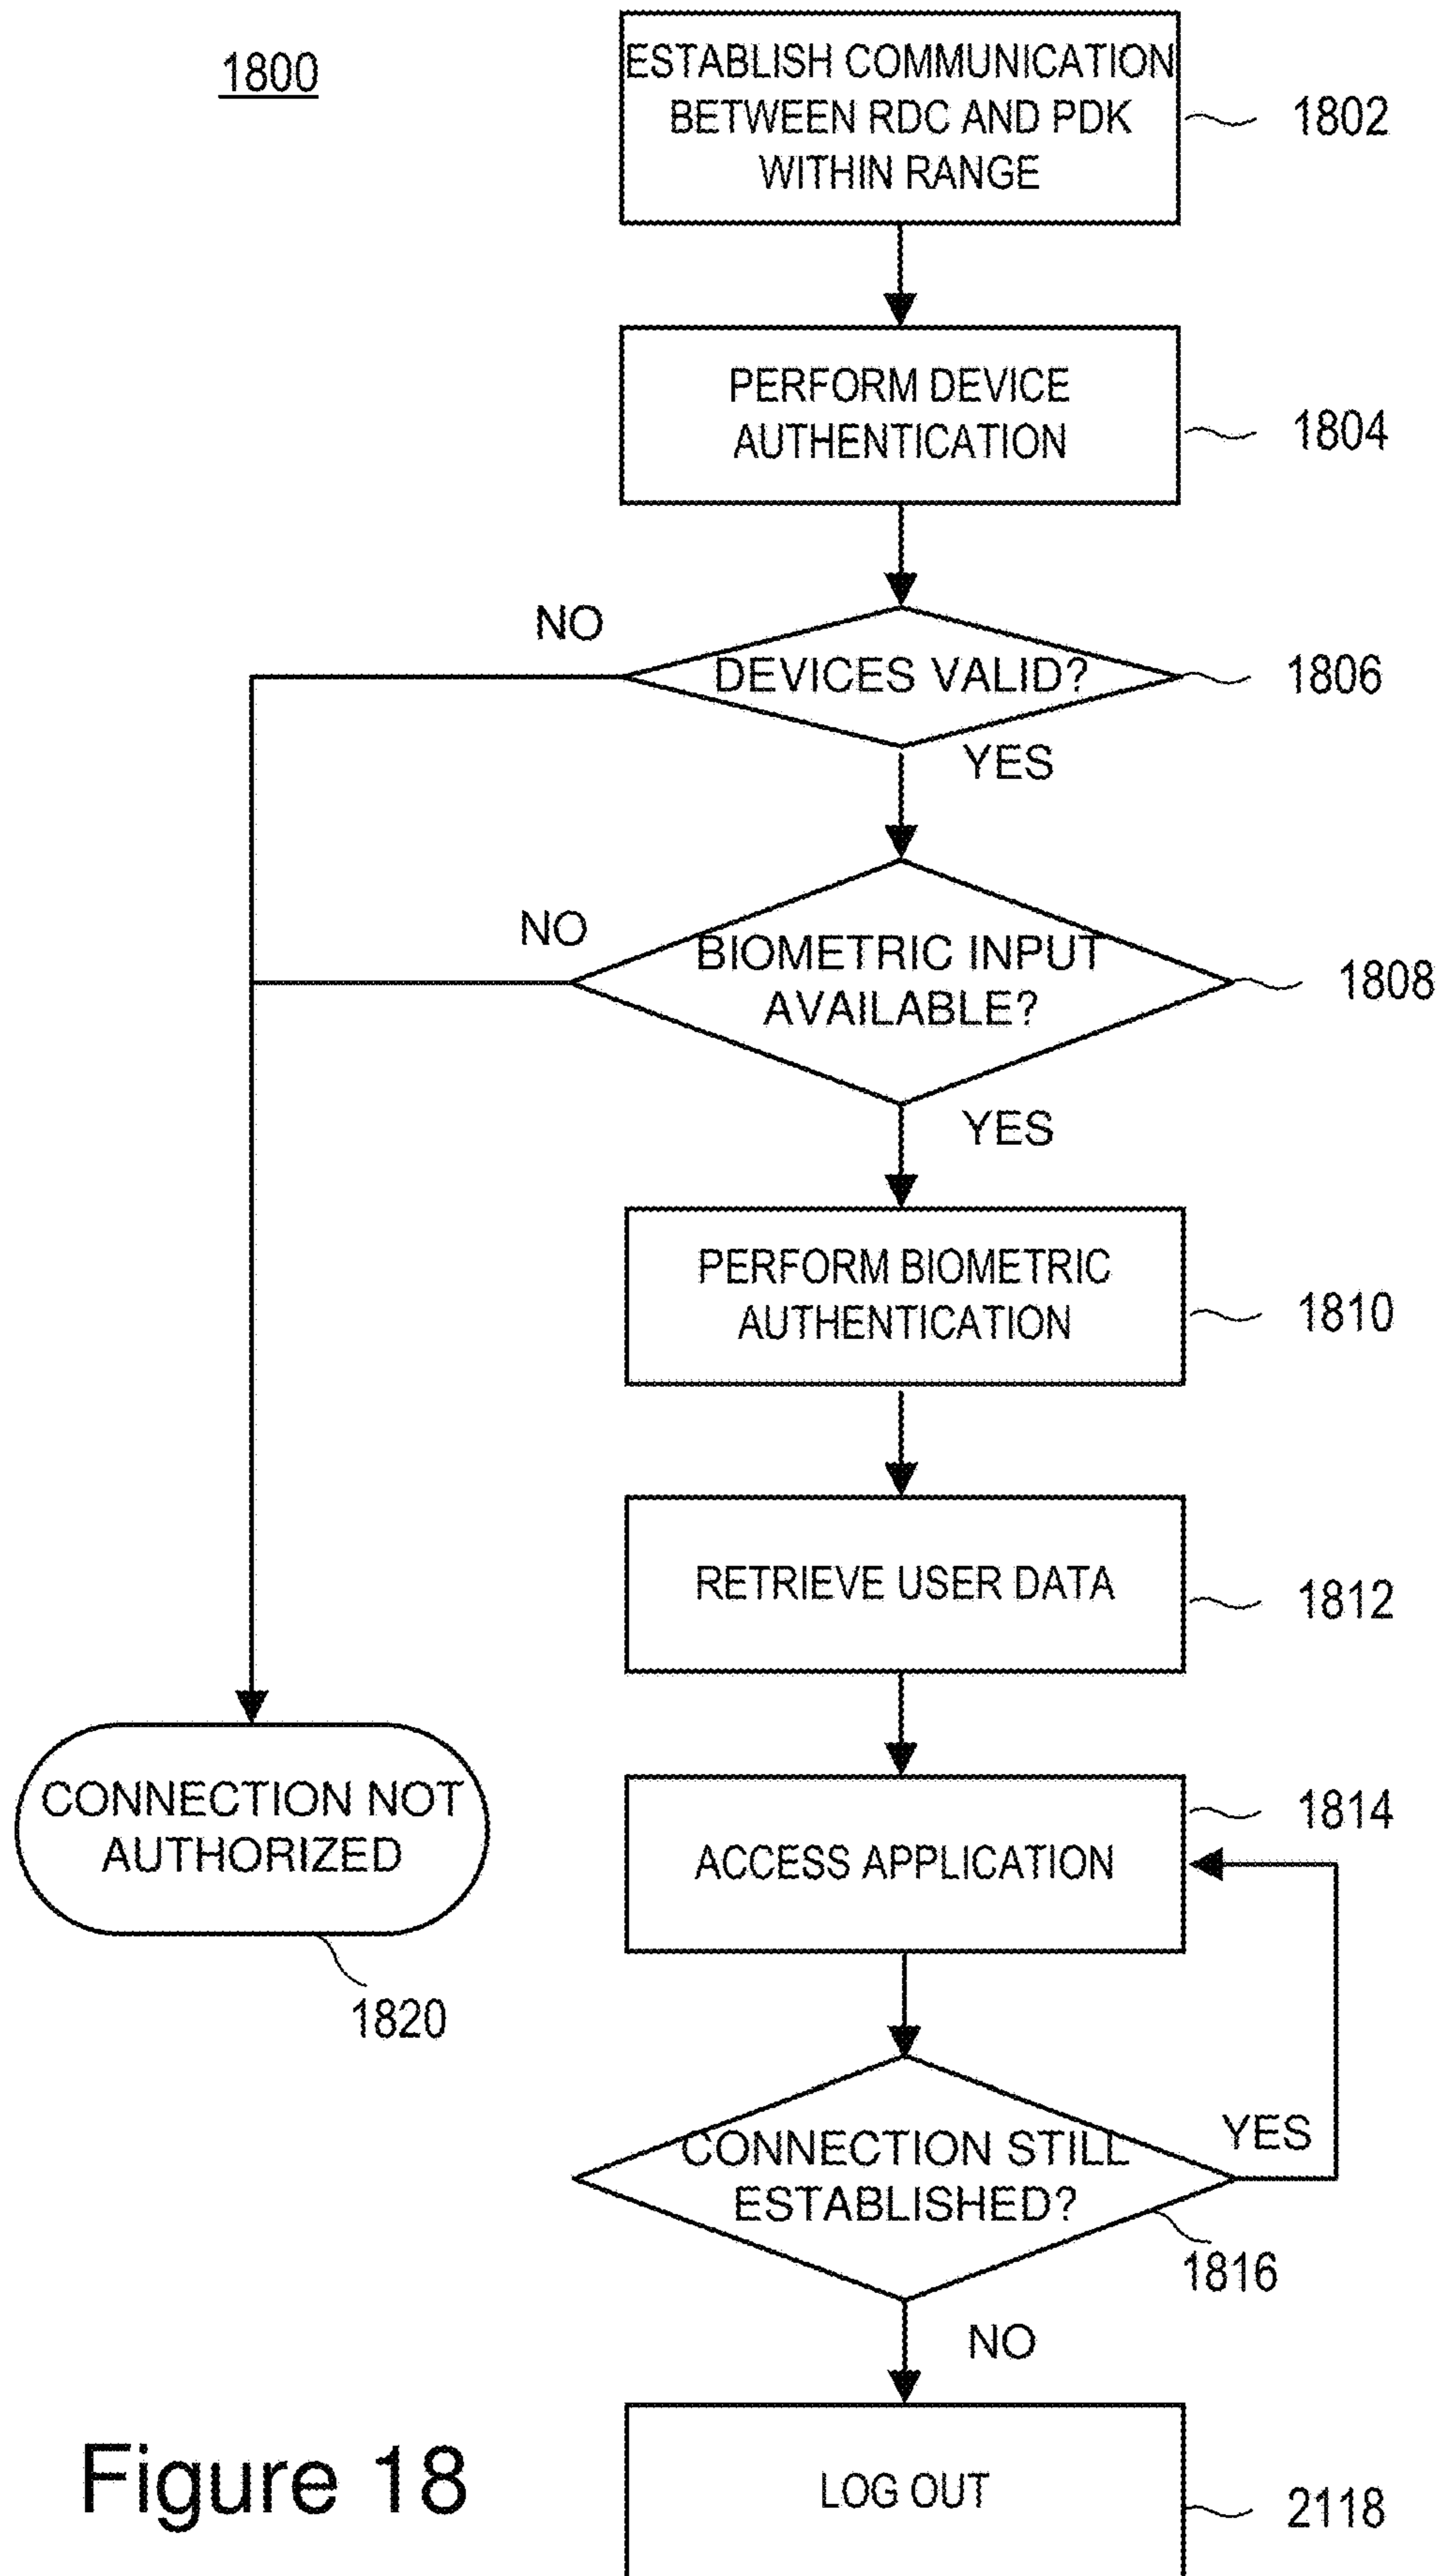 1800
ESTABLISH COMMUNICATION
BETWEEN RDC AND PDK
WITHIN RANGE
1802
PERFORM DEVICE
AUTHENTICATION
1804
NO
DEVICES VALID?
1806
YES
NO
BIOMETRIC INPUT
AVAILABLE?
1808
YES
PERFORM BIOMETRIC
AUTHENTICATION
1810
RETRIEVE USER DATA
1812
CONNECTION NOT
AUTHORIZED
1820
ACCESS APPLICATION
1814
CONNECTION STILL
ESTABLISHED?
YES
1816
NO
LOG OUT
2118
Figure 18